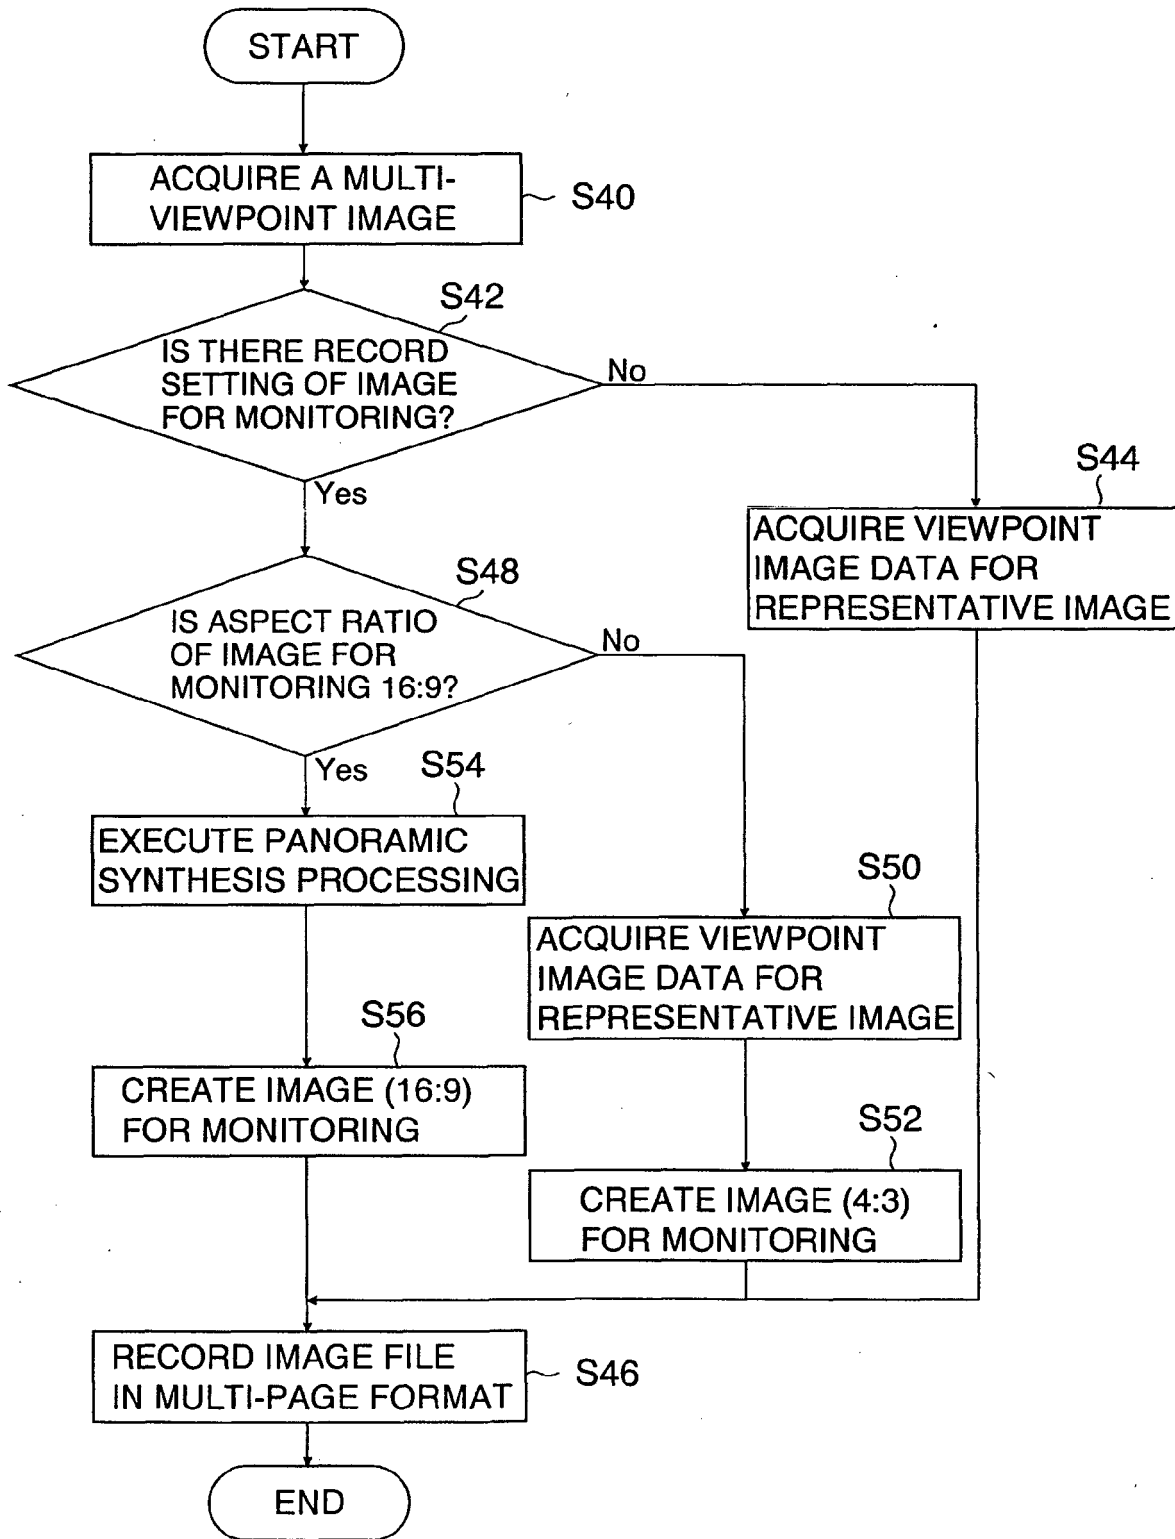 START
ACQUIRE A MULTI-
VIEWPOINT IMAGE
S40
S42
IS THERE RECORD
SETTING OF IMAGE
FOR MONITORING?
No
Yes
S44
ACQUIRE VIEWPOINT
IMAGE DATA FOR
REPRESENTATIVE IMAGE
S48
IS ASPECT RATIO
OF IMAGE FOR
MONITORING 16:9?
No
Yes
S54
EXECUTE PANORAMIC
SYNTHESIS PROCESSING
S50
ACQUIRE VIEWPOINT
IMAGE DATA FOR
REPRESENTATIVE IMAGE
S56
CREATE IMAGE (16:9)
FOR MONITORING
S52
CREATE IMAGE (4:3)
FOR MONITORING
RECORD IMAGE FILE
IN MULTI-PAGE FORMAT
S46
END